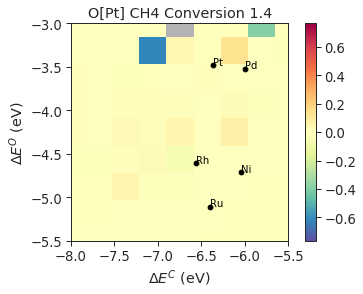 O[Pt] CH4 Conversion 1.4
−3.0
−3.5
−4.0
−4.5
−5.0
−5.5
ΔE^O (eV)
Pt
Pd
Rh
Ni
Ru
−8.0 −7.5 −7.0 −6.5 −6.0 −5.5
ΔE^C (eV)
0.6
0.4
0.2
0.0
−0.2
−0.4
−0.6